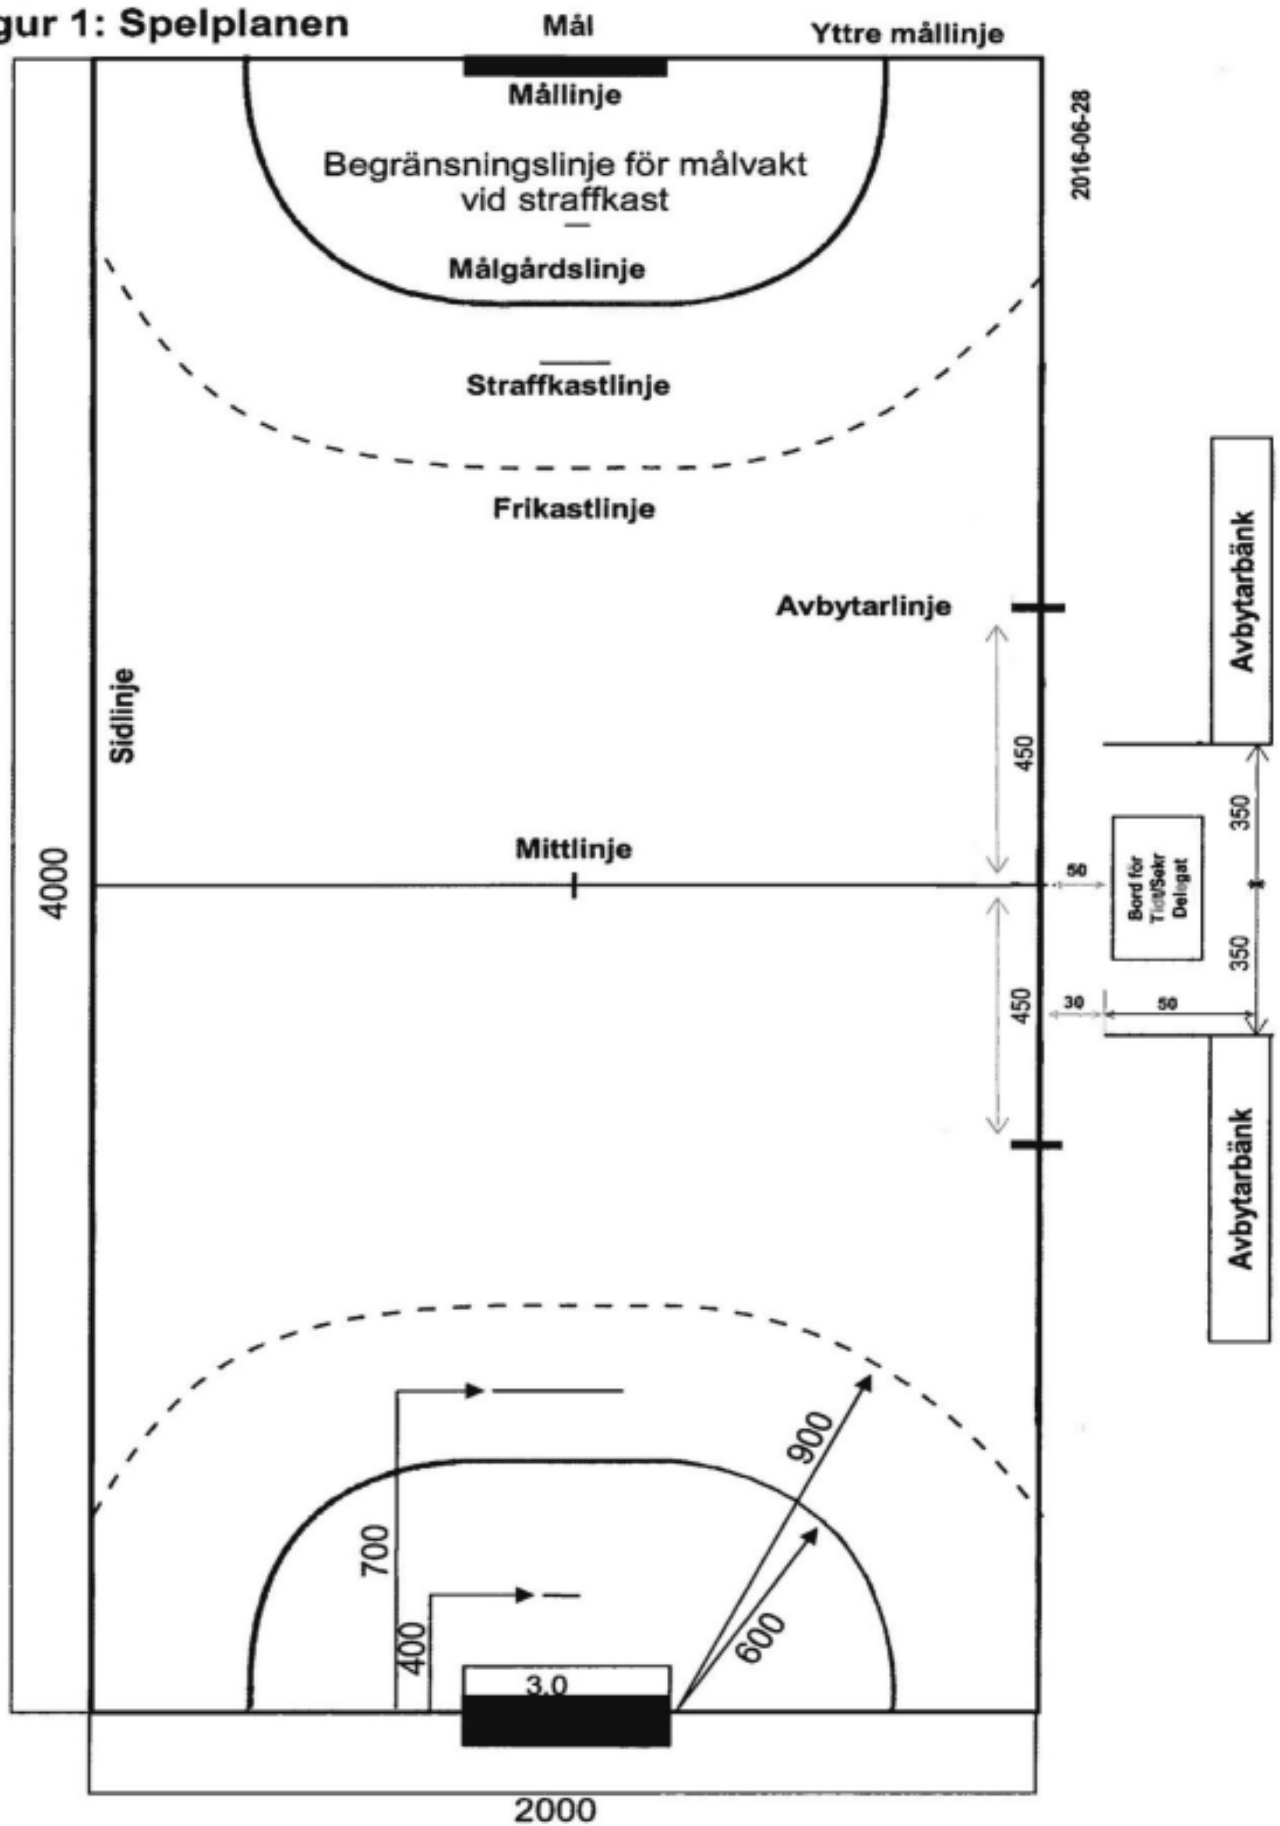 gur 1: Spelplanen
Mål
Yttre mållinje
Mållinje
2016-06-28
Begränsningslinje för målvakt
vid straffkast
Målgårdslinje
Straffkastlinje
Frikastlinje
Avbytarlinje
Avbytarbänk
Sidlinje
450
350
Mittlinje
4000
50
Bord för
Tidt/Sekr
Delegat
350
450
30
50
Avbytarbänk
900
700
600
400
3.0
2000